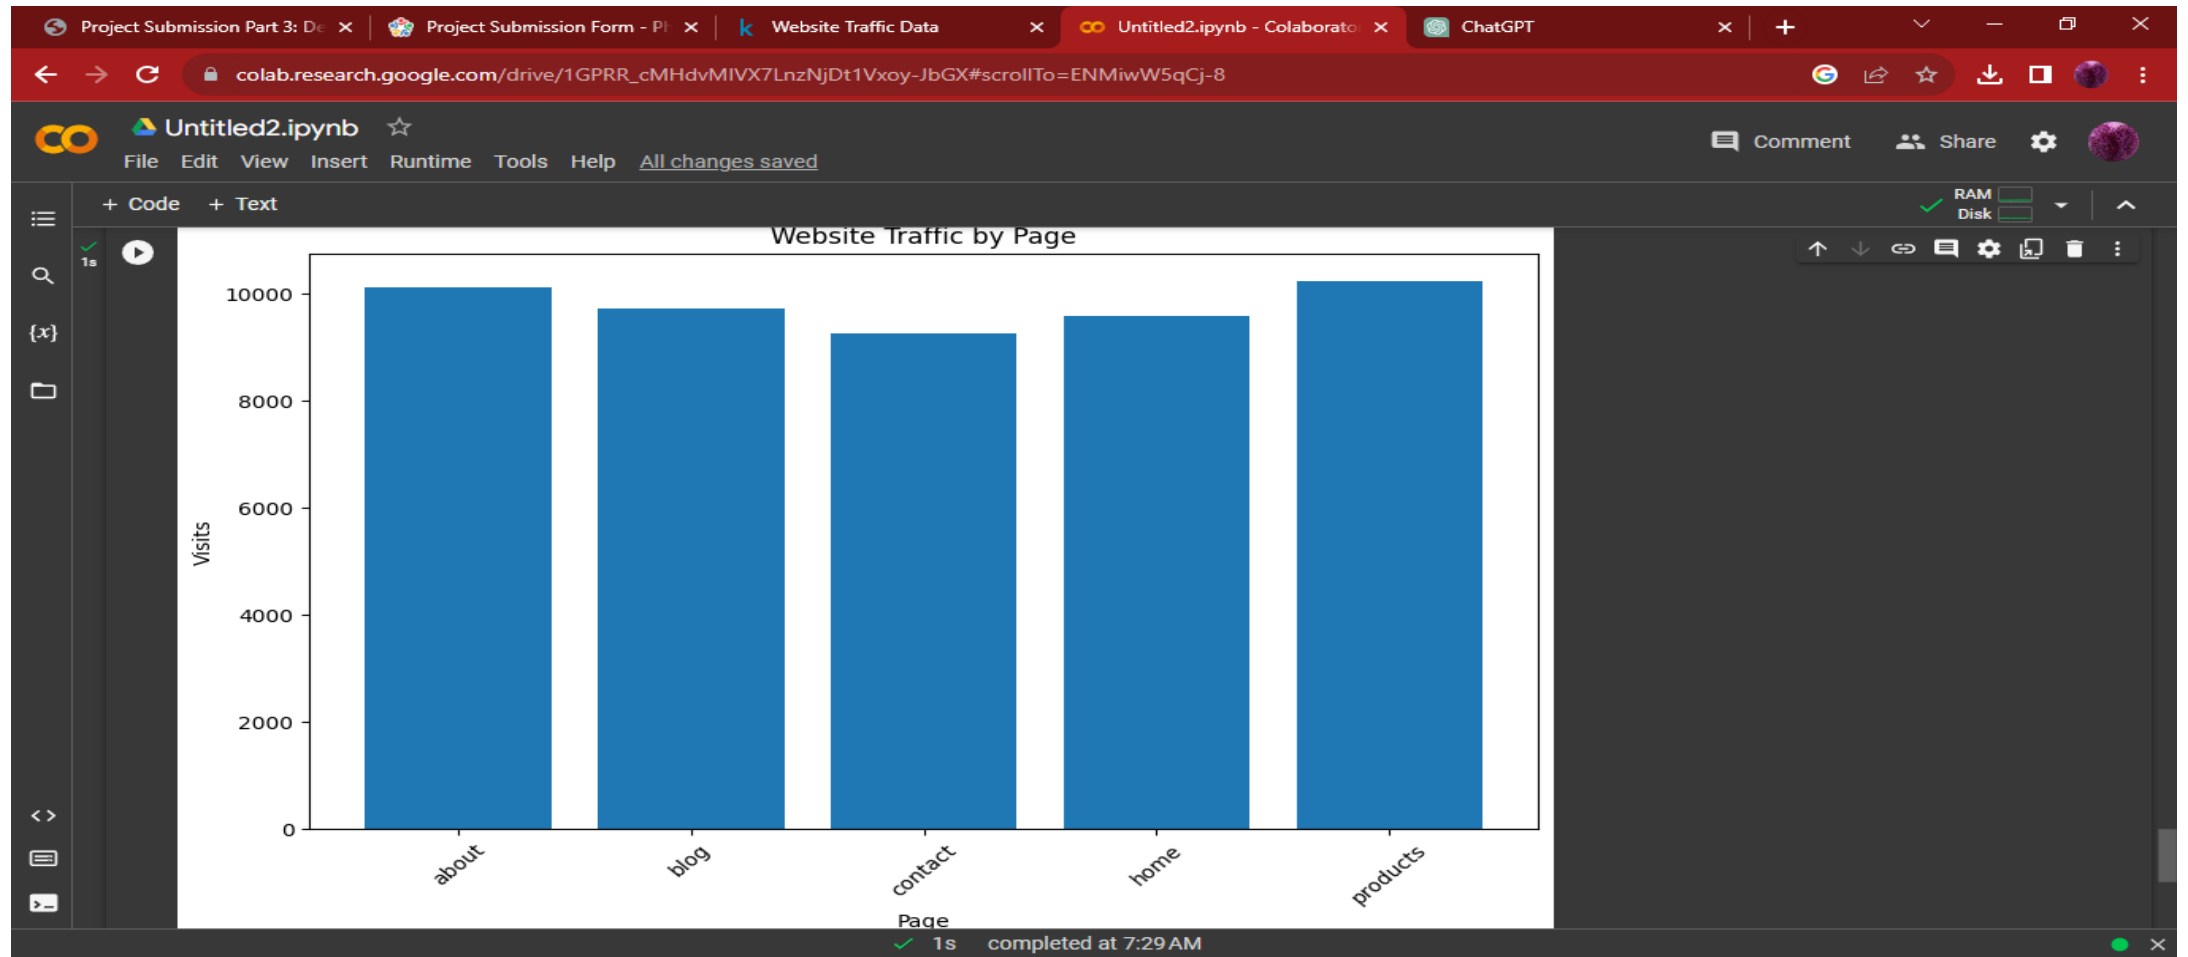 Project Submission Part 3: De
Project Submission Form - Ph
Website Traffic Data
Untitled2.ipynb - Colaborato
ChatGPT
colab.research.google.com/drive/1GPRR_cMHdvMIVX7LnzNjDt1Vxoy-JbGX#scrollTo=ENMiwW5qCj-8
Untitled2.ipynb
Comment
Share
File Edit View Insert Runtime Tools Help All changes saved
+ Code + Text
RAM
Disk
1s
Website Traffic by Page
10000
8000
6000
4000
2000
0
Visits
about
blog
contact
home
products
Page
1s completed at 7:29 AM